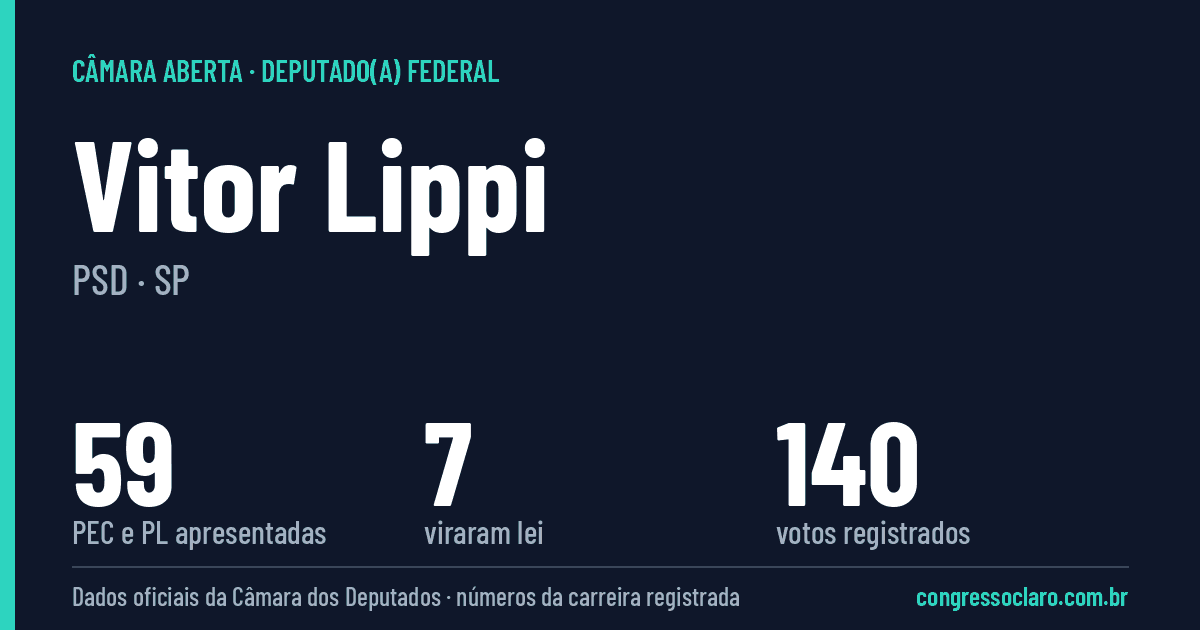 CÂMARA ABERTA · DEPUTADO(A) FEDERAL
Vitor Lippi
PSD · SP
59 7 140
PEC e PL apresentadas viraram lei votos registrados
Dados oficiais da Câmara dos Deputados · números da carreira registrada congressoclaro.com.br